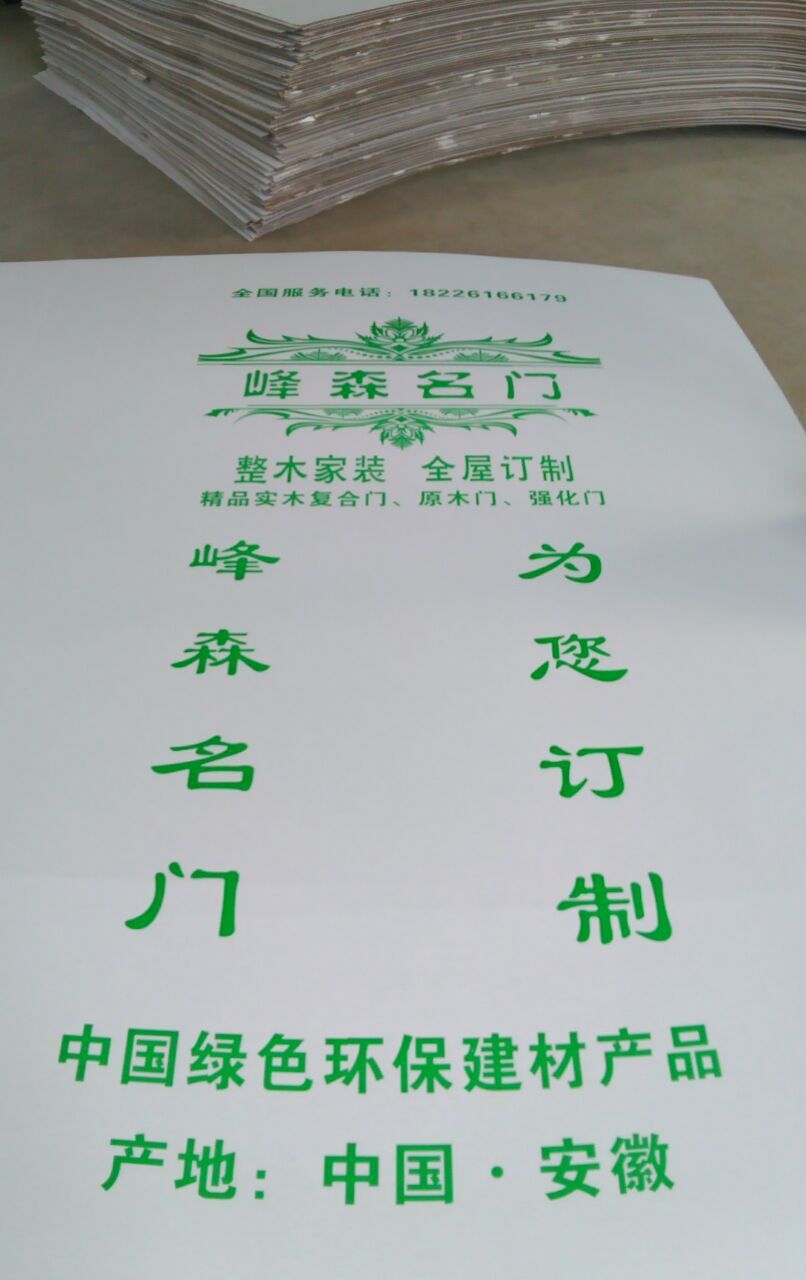 全国服务电话：18226166179
峰森名门
整木家装 全屋订制
精品实木复合门、原木门、强化门
峰森名门
为您订制
中国绿色环保建材产品
产地：中国·安徽